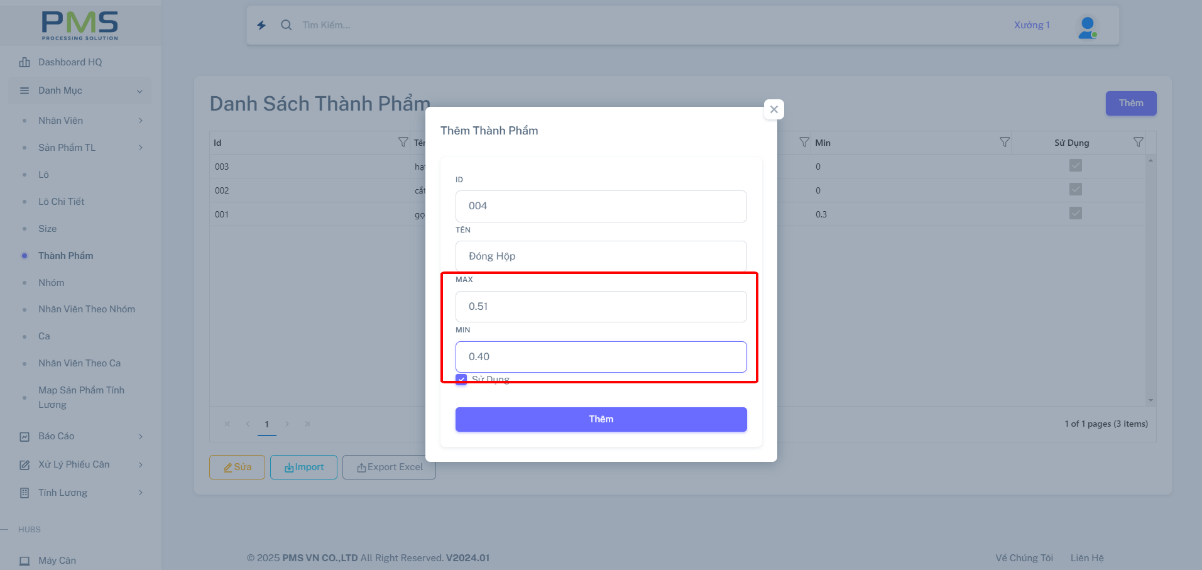 PMS
PROCESSING SOLUTION
Tìm Kiếm...
Xưởng 1
Dashboard HQ
Danh Mục
Nhân Viên
Sản Phẩm TL
Lô
Lô Chi Tiết
Size
Thành Phẩm
Nhóm
Nhân Viên Theo Nhóm
Ca
Nhân Viên Theo Ca
Map Sản Phẩm Tính
Lương
Báo Cáo
Xử Lý Phiếu Cân
Tính Lương
HUBS
Máy Cân
Danh Sách Thành Phẩm
Thêm
Id
Min
Sử Dụng
003
0
002
0
001
0.3
1
1 of 1 pages (3 items)
Sửa
Import
Export Excel
Thêm Thành Phẩm
ID
004
TÊN
Đóng Hộp
MAX
0.51
MIN
0.40
Sử Dụng
Thêm
© 2025 PMS VN CO.,LTD All Right Reserved. V2024.01
Về Chúng Tôi
Liên Hệ